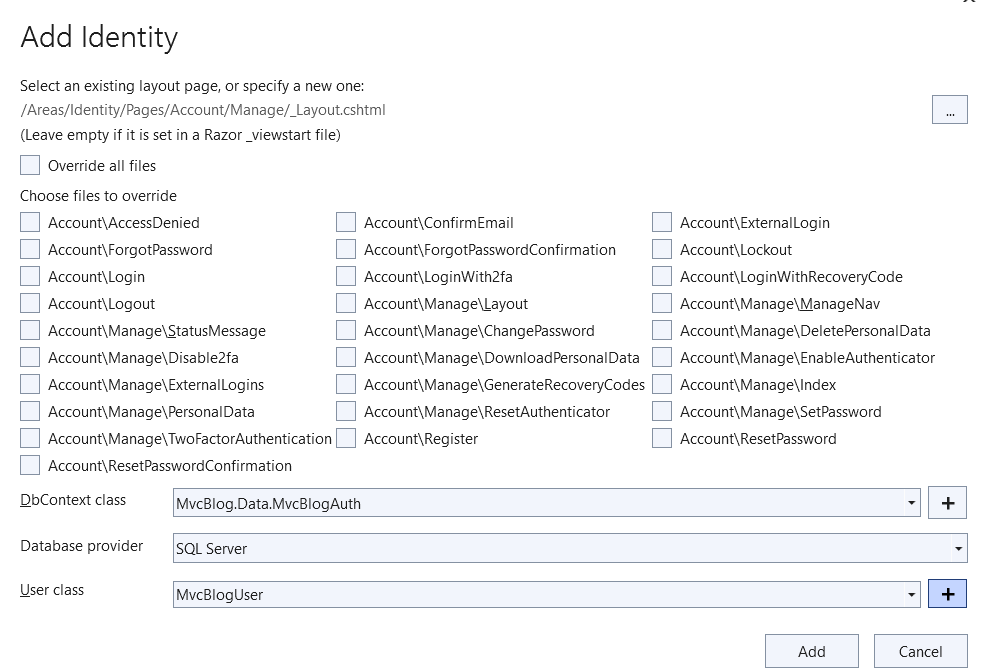 Add Identity
Select an existing layout page, or specify a new one:
/Areas/Identity/Pages/Account/Manage/_Layout.cshtml
...
(Leave empty if it is set in a Razor _viewstart file)
Override all files
Choose files to override
Account\AccessDenied Account\ConfirmEmail Account\ExternalLogin
Account\ForgotPassword Account\ForgotPasswordConfirmation Account\Lockout
Account\Login Account\LoginWith2fa Account\LoginWithRecoveryCode
Account\Logout Account\Manage\Layout Account\Manage\ManageNav
Account\Manage\StatusMessage Account\Manage\ChangePassword Account\Manage\DeletePersonalData
Account\Manage\Disable2fa Account\Manage\DownloadPersonalData Account\Manage\EnableAuthenticator
Account\Manage\ExternalLogins Account\Manage\GenerateRecoveryCodes Account\Manage\Index
Account\Manage\PersonalData Account\Manage\ResetAuthenticator Account\Manage\SetPassword
Account\Manage\TwoFactorAuthentication Account\Register Account\ResetPassword
Account\ResetPasswordConfirmation
DbContext class MvcBlog.Data.MvcBlogAuth +
Database provider SQL Server
User class MvcBlogUser +
Add Cancel